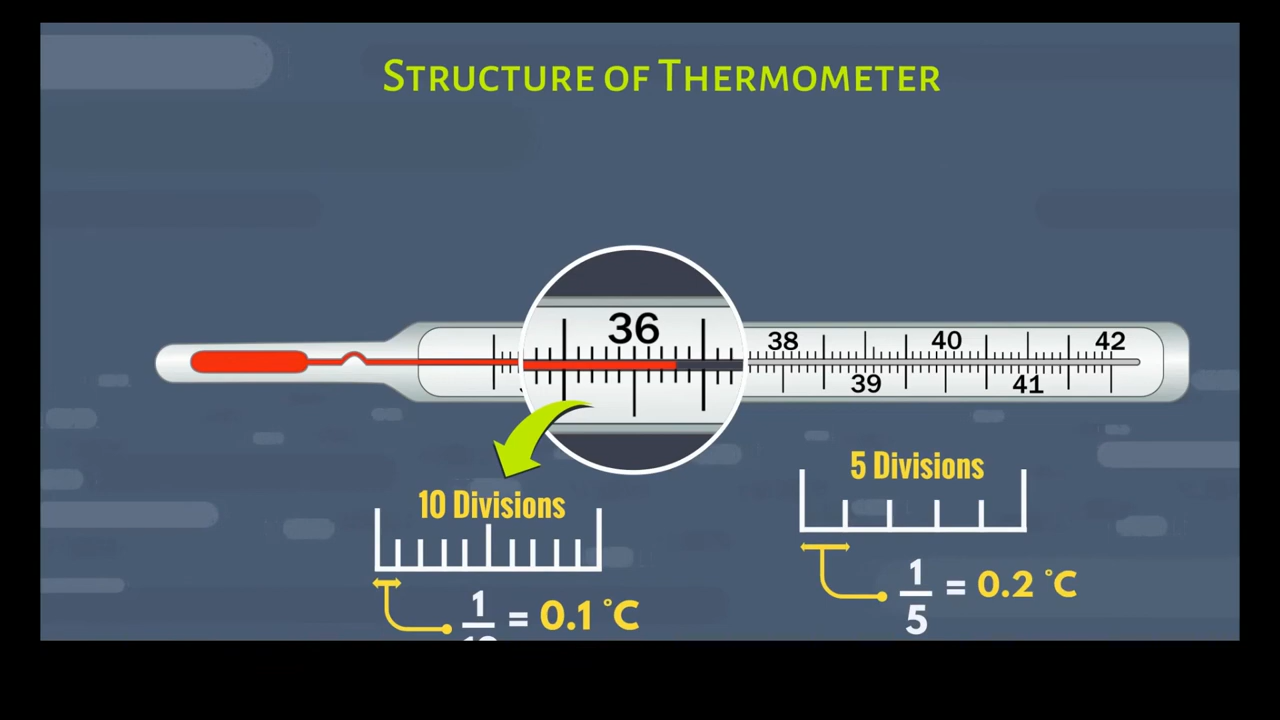 STRUCTURE OF THERMOMETER
36
38
40
42
39
41
5 Divisions
10 Divisions
1
5
= 0.2 °C
1
= 0.1 °C